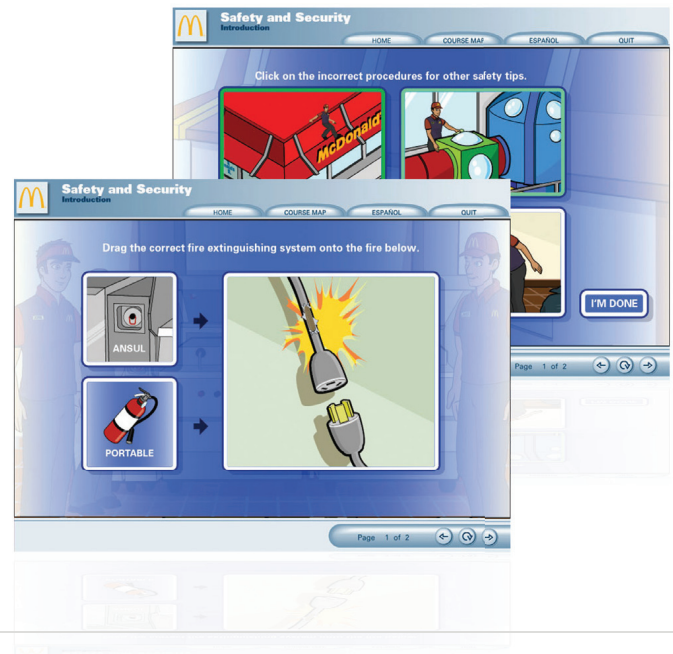 Safety and Security
Introduction
HOME COURSE MAP ESPAÑOL QUIT
Click on the incorrect procedures for other safety tips.
McDonald
I'M DONE
Page 1 of 2
Safety and Security
Introduction
HOME COURSE MAP ESPAÑOL QUIT
Drag the correct fire extinguishing system onto the fire below.
ANSUL
PORTABLE
Page 1 of 2